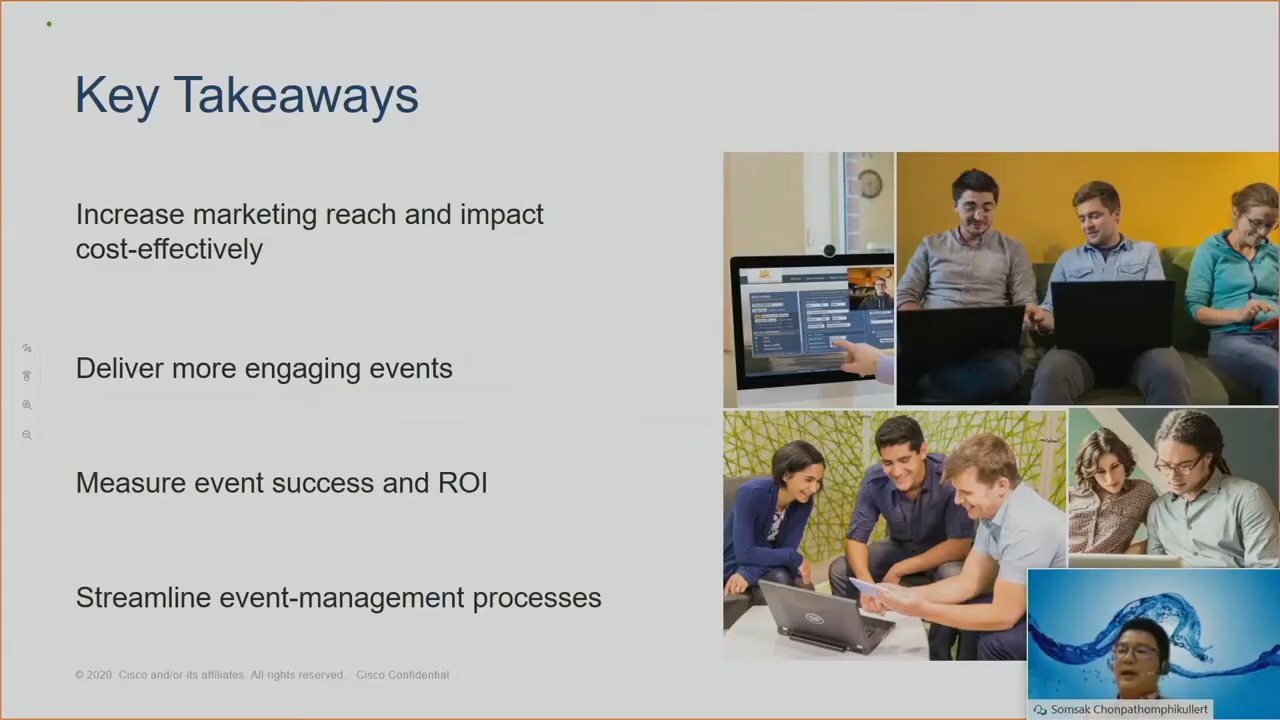 Key Takeaways
Increase marketing reach and impact
cost-effectively
Deliver more engaging events
Measure event success and ROI
Streamline event-management processes
© 2020 Cisco and/or its affiliates. All rights reserved. Cisco Confidential
Somsak Chonpathomphikullert